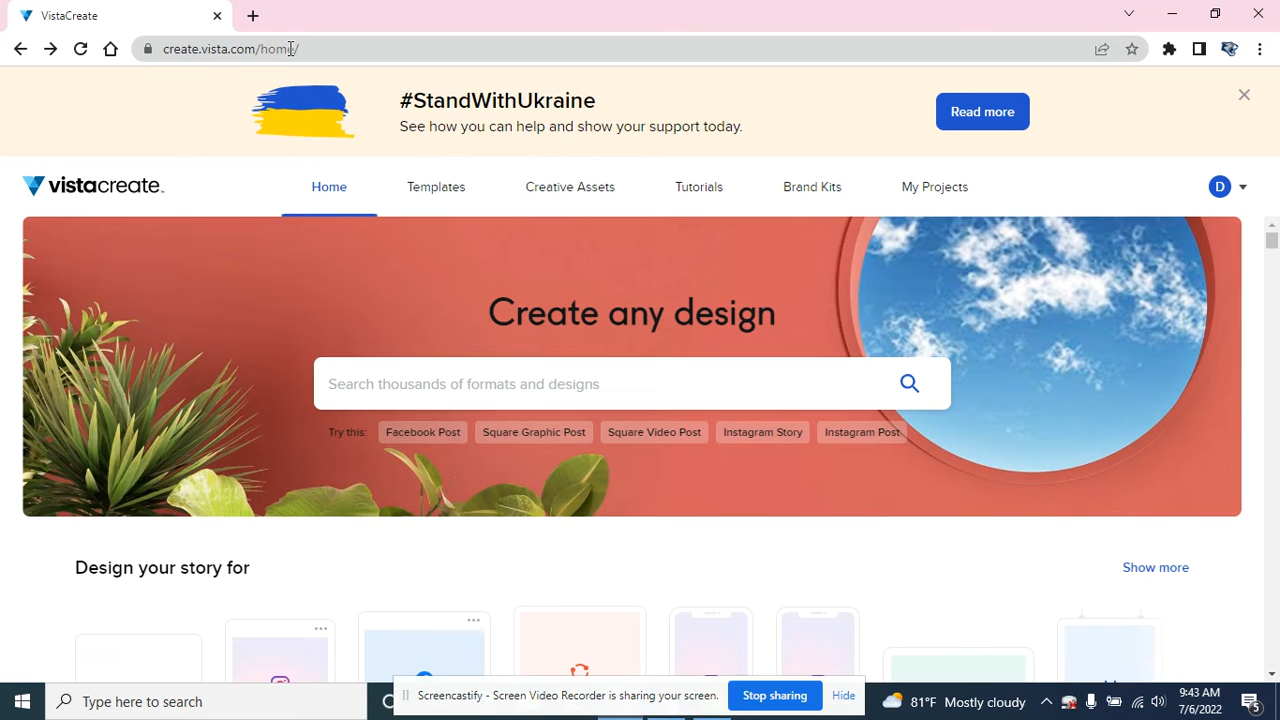 VistaCreate
create.vista.com/home/
#StandWithUkraine
See how you can help and show your support today.
Read more
vistacreate
Home
Templates
Creative Assets
Tutorials
Brand Kits
My Projects
D
Create any design
Search thousands of formats and designs
Try this:
Facebook Post
Square Graphic Post
Square Video Post
Instagram Story
Instagram Post
Design your story for
Show more
Type here to search
Screencastify - Screen Video Recorder is sharing your screen.
Stop sharing
Hide
81°F Mostly cloudy
9:43 AM
7/6/2022
5